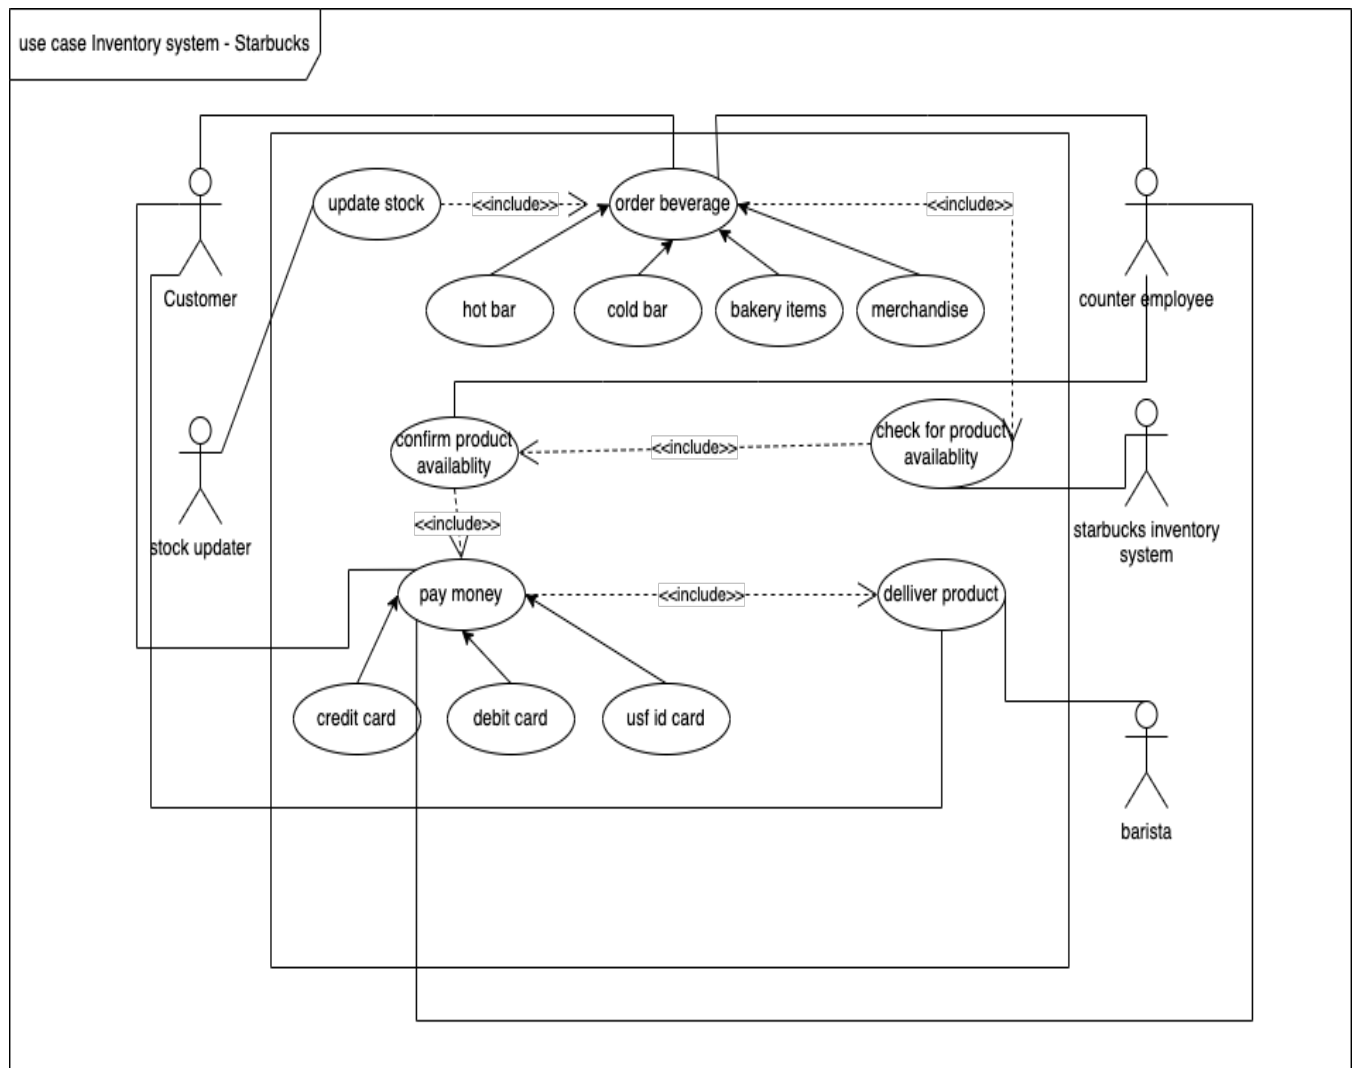 use case Inventory system - Starbucks
update stock
<<include>>
order beverage
<<include>>
hot bar
cold bar
bakery items
merchandise
Customer
counter employee
confirm product
availablity
<<include>>
check for product
availablity
<<include>>
stock updater
starbucks inventory
system
pay money
<<include>>
delliver product
credit card
debit card
usf id card
barista